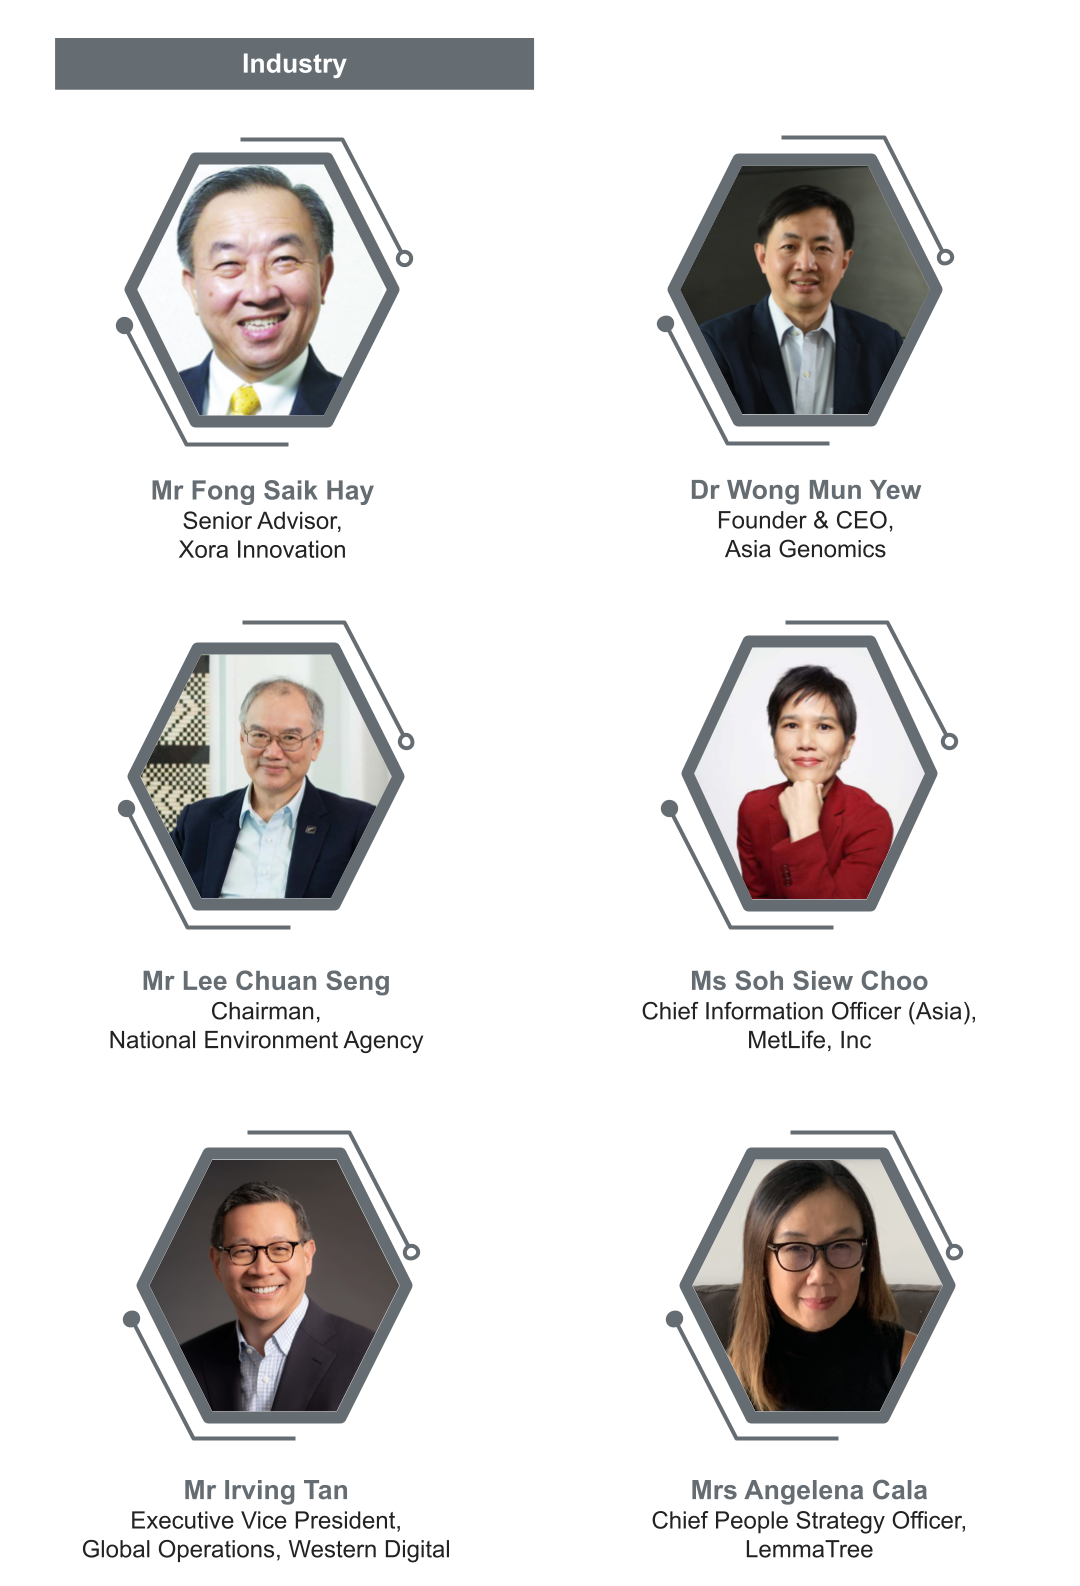 Industry
Mr Fong Saik Hay
Senior Advisor,
Xora Innovation
Dr Wong Mun Yew
Founder & CEO,
Asia Genomics
Mr Lee Chuan Seng
Chairman,
National Environment Agency
Ms Soh Siew Choo
Chief Information Officer (Asia),
MetLife, Inc
Mr Irving Tan
Executive Vice President,
Global Operations, Western Digital
Mrs Angelena Cala
Chief People Strategy Officer,
LemmaTree